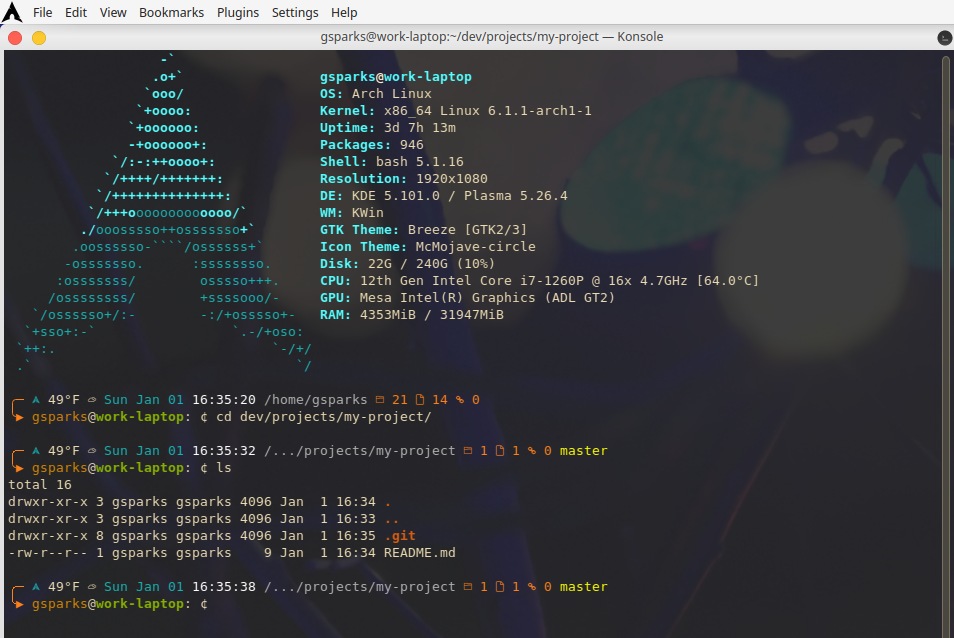 File Edit View Bookmarks Plugins Settings Help
gsparks@work-laptop:~/dev/projects/my-project — Konsole
-`
.o+` gsparks@work-laptop
`ooo/ OS: Arch Linux
`+oooo: Kernel: x86_64 Linux 6.1.1-arch1-1
`+oooooo: Uptime: 3d 7h 13m
-+oooooo+: Packages: 946
`/:-:++oooo+: Shell: bash 5.1.16
`/++++/+++++++: Resolution: 1920x1080
`/++++++++++++++: DE: KDE 5.101.0 / Plasma 5.26.4
`/+++ooooooooooooo/` WM: KWin
./ooosssso++osssssso+` GTK Theme: Breeze [GTK2/3]
.oossssso-````/ossssss+` Icon Theme: McMojave-circle
-osssssso. :ssssssso. Disk: 22G / 240G (10%)
:osssssss/ osssso+++. CPU: 12th Gen Intel Core i7-1260P @ 16x 4.7GHz [64.0°C]
/ossssssss/ +ssssooo/- GPU: Mesa Intel(R) Graphics (ADL GT2)
`/ossssso+/:- -:/+osssso+- RAM: 4353MiB / 31947MiB
`+sso+:-` `.-/+oso:
`++:. `-/+/
.` `/
49°F Sun Jan 01 16:35:20 /home/gsparks 21 14 0
gsparks@work-laptop: $ cd dev/projects/my-project/
49°F Sun Jan 01 16:35:32 /.../projects/my-project 1 1 0 master
gsparks@work-laptop: $ ls
total 16
drwxr-xr-x 3 gsparks gsparks 4096 Jan 1 16:34 .
drwxr-xr-x 3 gsparks gsparks 4096 Jan 1 16:33 ..
drwxr-xr-x 8 gsparks gsparks 4096 Jan 1 16:35 .git
-rw-r--r-- 1 gsparks gsparks 9 Jan 1 16:34 README.md
49°F Sun Jan 01 16:35:38 /.../projects/my-project 1 1 0 master
gsparks@work-laptop: $